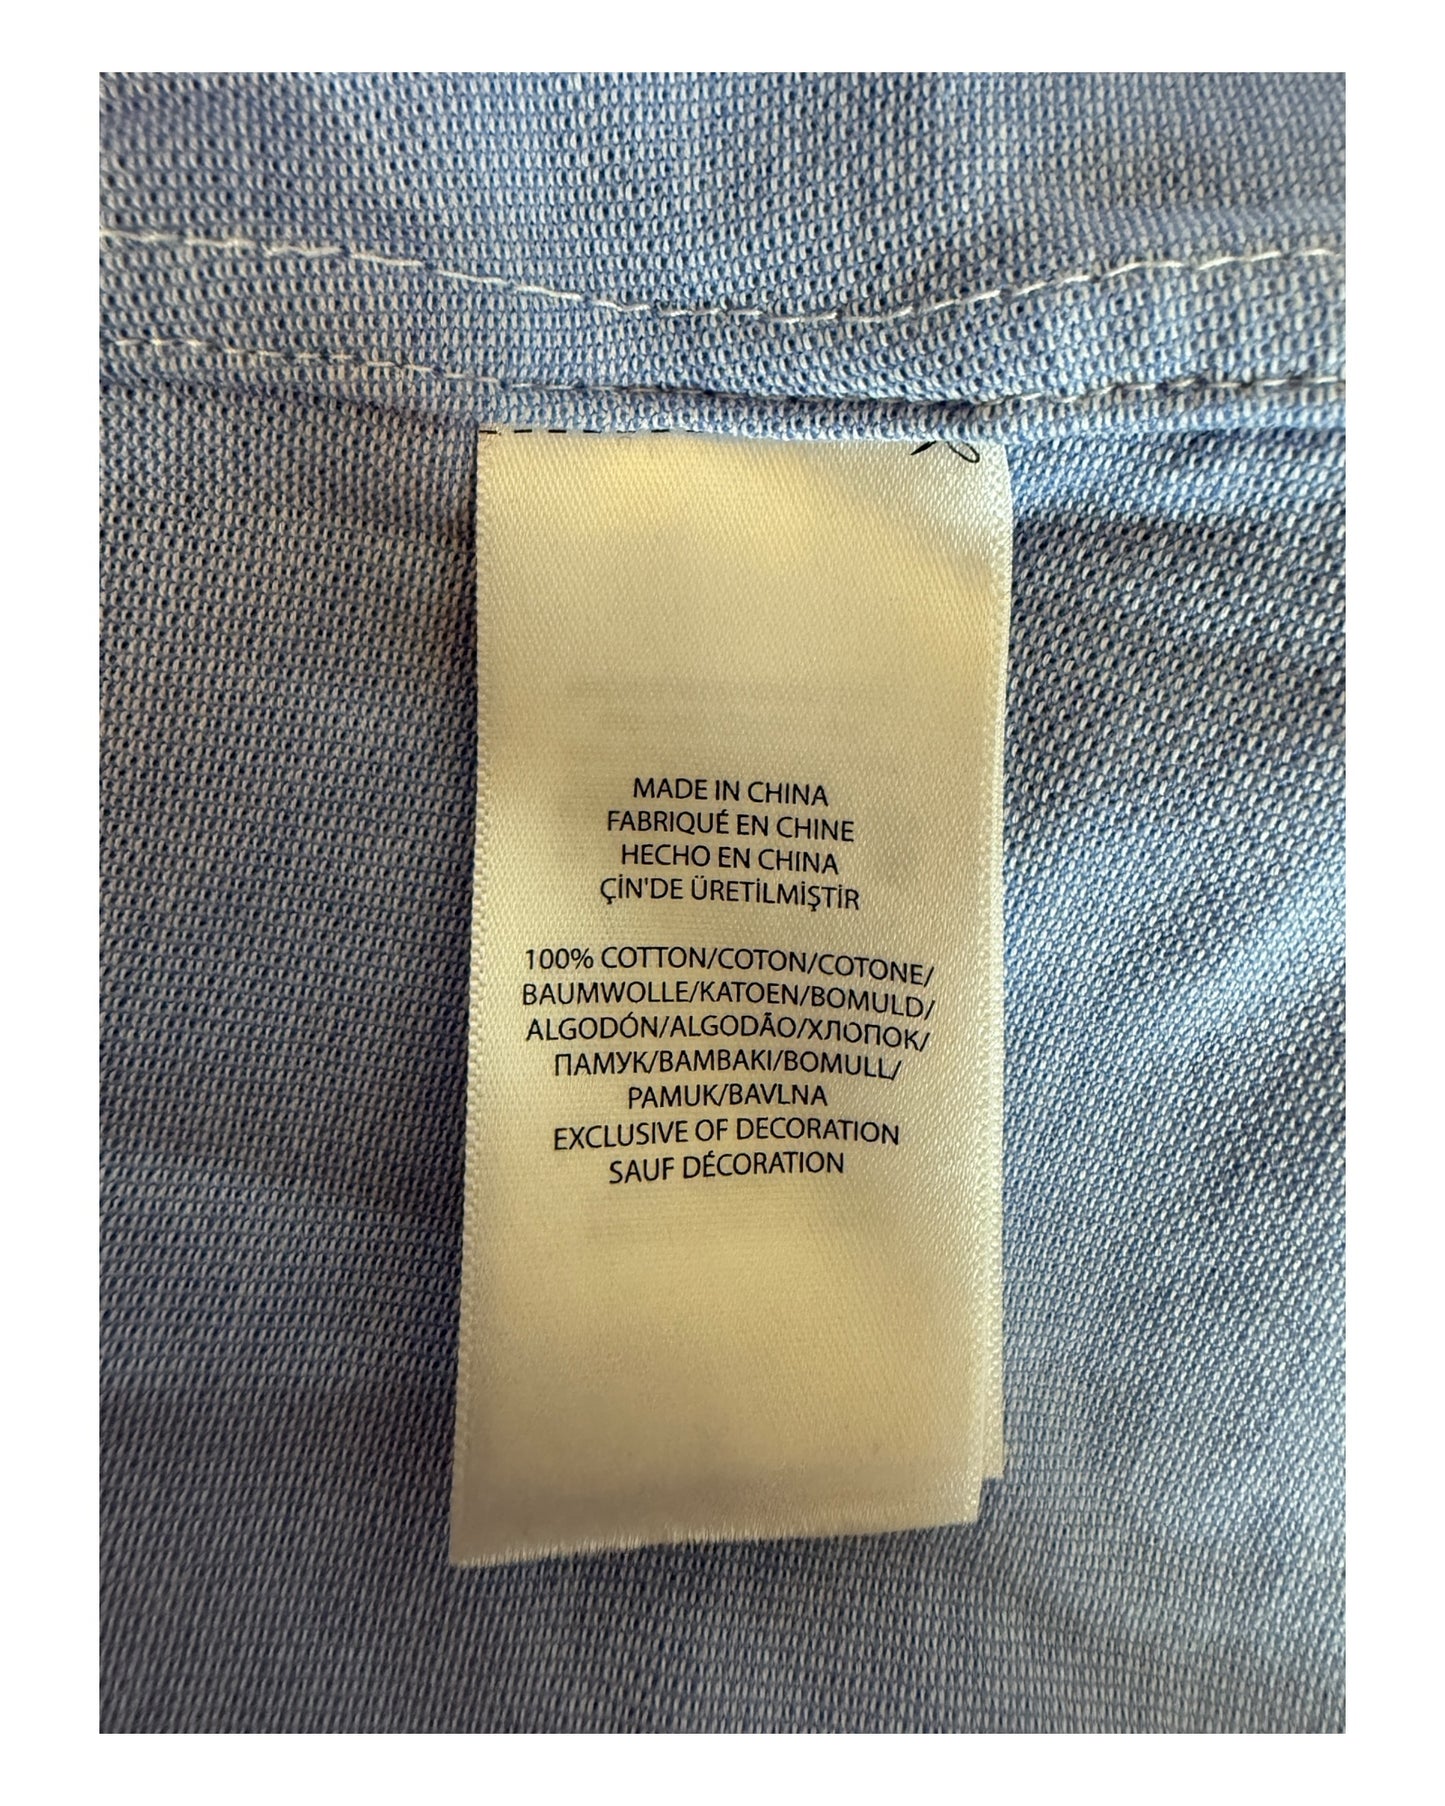 MADE IN CHINA
FABRIQUÉ EN CHINE
HECHO EN CHINA
ÇİN'DE ÜRETİLMİŞTİR
100% COTTON/COTON/COTONE/
BAUMWOLLE/KATOEN/BOMULD/
ALGODÓN/ALGODÃO/ХЛОПОК/
ПАМУК/BAMBAKI/BOMULL/
PAMUK/BAVLNA
EXCLUSIVE OF DECORATION
SAUF DÉCORATION